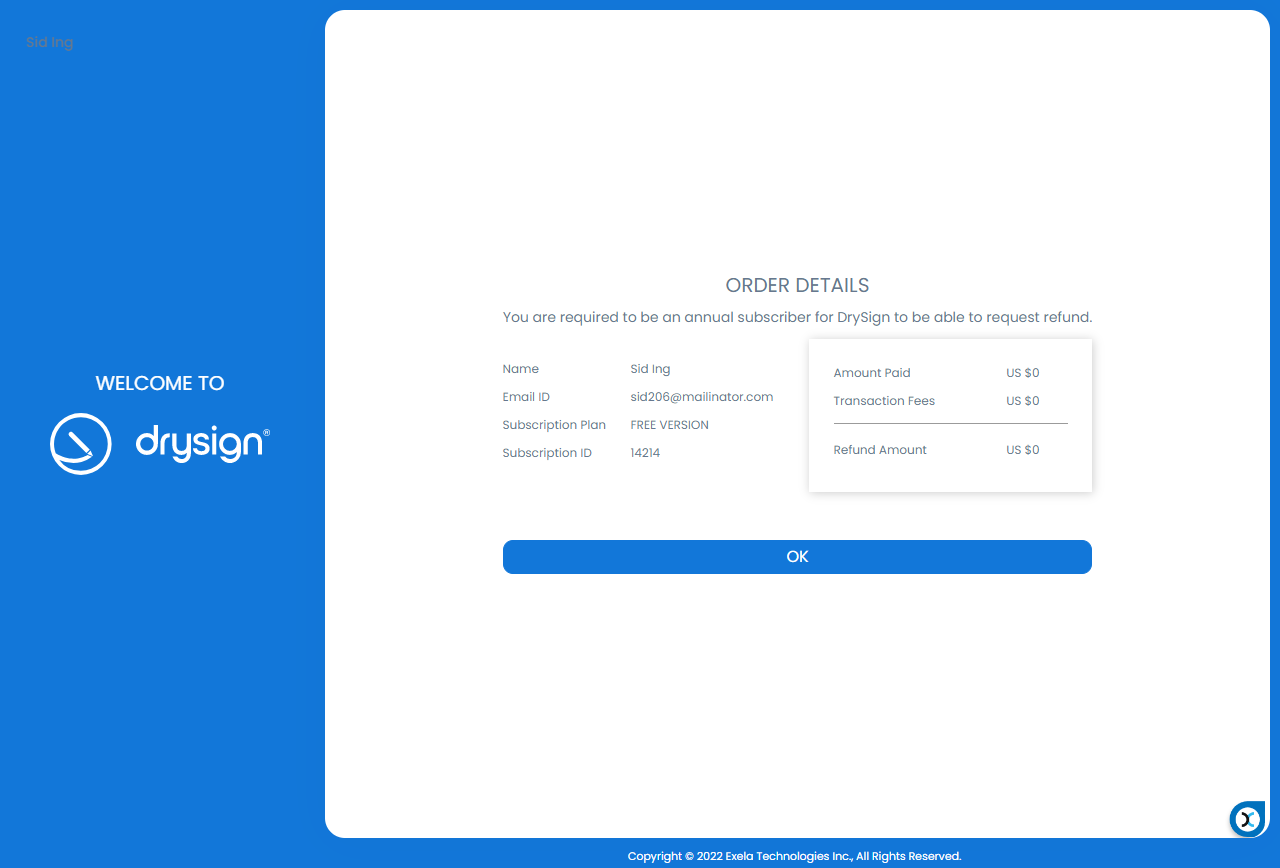 Sid Ing
WELCOME TO
drysign®
ORDER DETAILS
You are required to be an annual subscriber for DrySign to be able to request refund.
Name Sid Ing
Email ID sid206@mailinator.com
Subscription Plan FREE VERSION
Subscription ID 14214
Amount Paid US $0
Transaction Fees US $0
Refund Amount US $0
OK
Copyright © 2022 Exela Technologies Inc., All Rights Reserved.